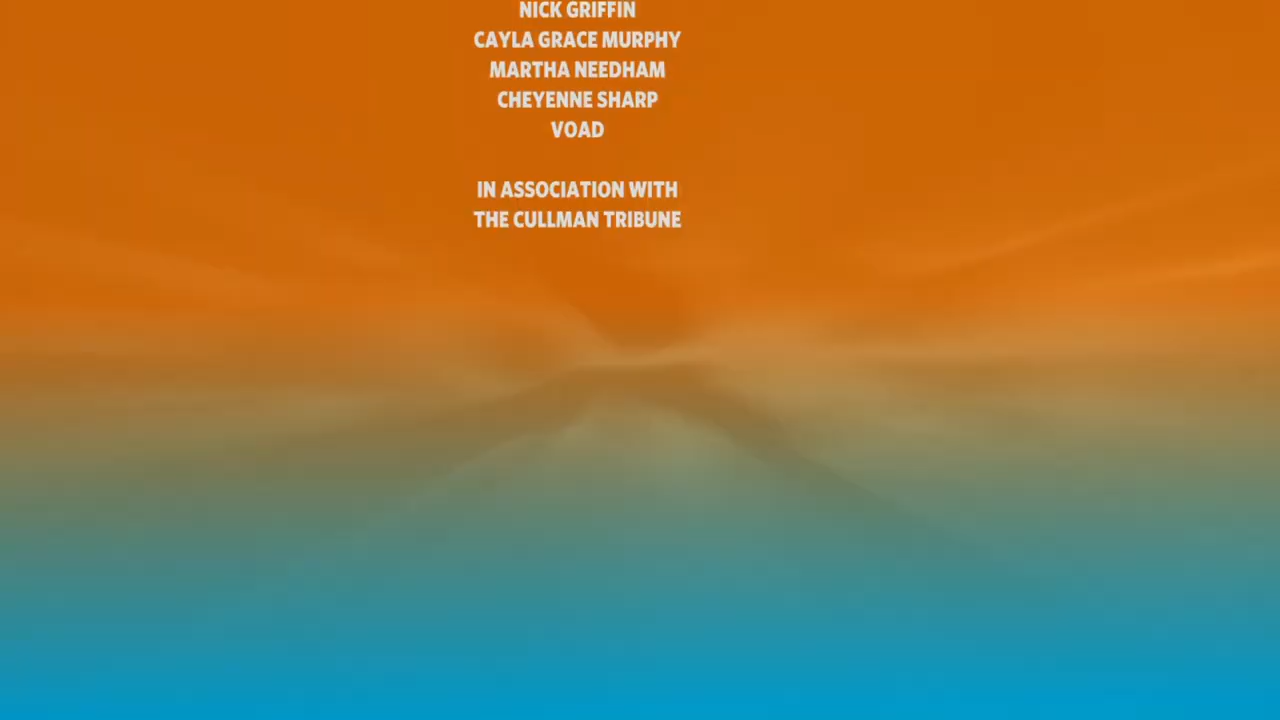 NICK GRIFFIN
CAYLA GRACE MURPHY
MARTHA NEEDHAM
CHEYENNE SHARP
VOAD
IN ASSOCIATION WITH
THE CULLMAN TRIBUNE